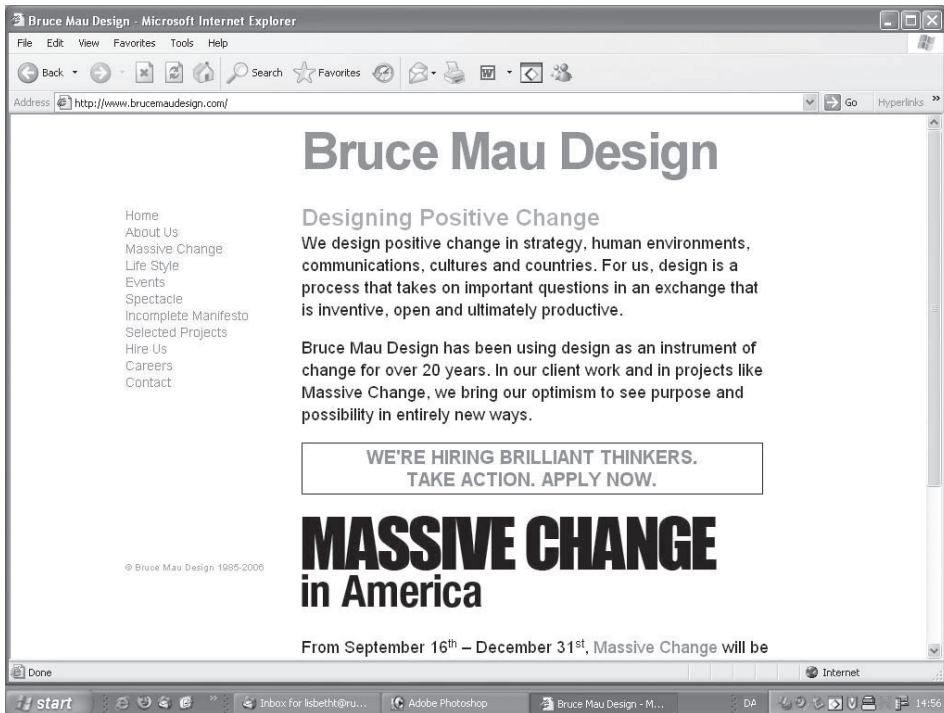 Bruce Mau Design - Microsoft Internet Explorer
File Edit View Favorites Tools Help
Back Search Favorites
Address http://www.brucemaudesign.com/ Go Hyperlinks »
Bruce Mau Design
Home
About Us
Massive Change
Life Style
Events
Spectacle
Incomplete Manifesto
Selected Projects
Hire Us
Careers
Contact
© Bruce Mau Design 1985-2006
Designing Positive Change
We design positive change in strategy, human environments,
communications, cultures and countries. For us, design is a
process that takes on important questions in an exchange that
is inventive, open and ultimately productive.
Bruce Mau Design has been using design as an instrument of
change for over 20 years. In our client work and in projects like
Massive Change, we bring our optimism to see purpose and
possibility in entirely new ways.
WE'RE HIRING BRILLIANT THINKERS.
TAKE ACTION. APPLY NOW.
MASSIVE CHANGE
in America
From September 16th – December 31st, Massive Change will be
Done Internet
start » Inbox for lisbetht@ru... Adobe Photoshop Bruce Mau Design - M... DA 14:56